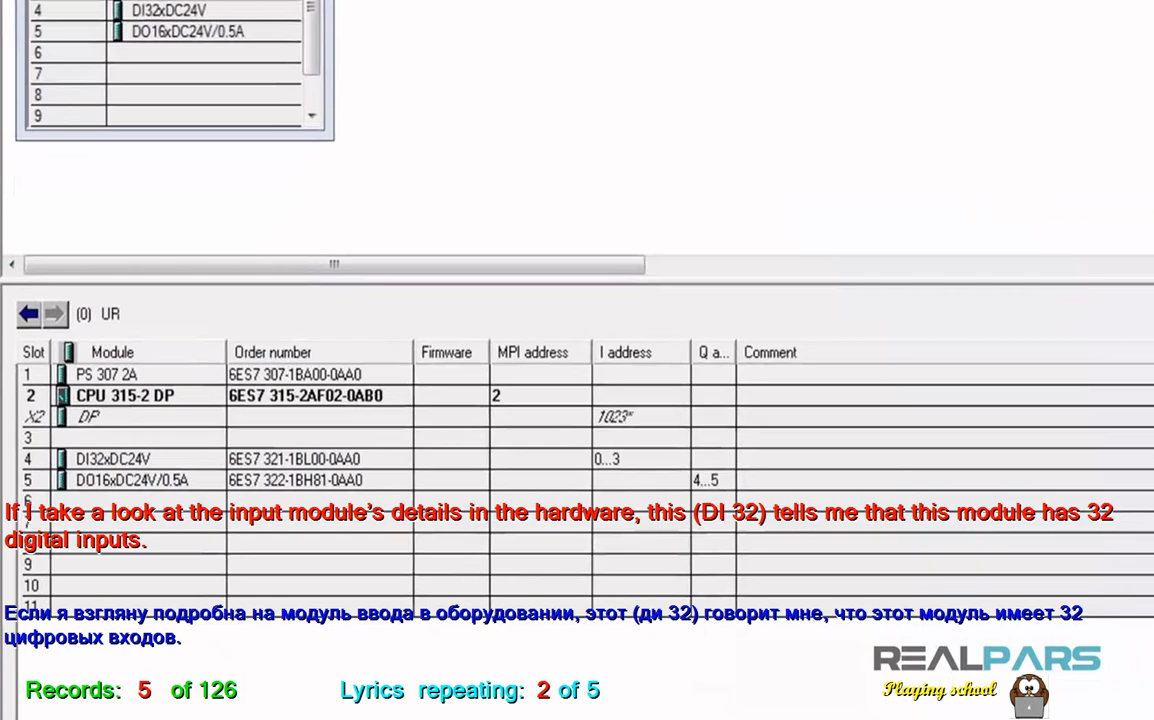 4 DI32xDC24V
5 DO16xDC24V/0.5A
6
7
8
9
(0) UR
Slot Module Order number Firmware MPI address I address Q a... Comment
1 PS 307 2A 6ES7 307-1BA00-0AA0
2 CPU 315-2 DP 6ES7 315-2AF02-0AB0 2
X2 DP 1023*
3
4 DI32xDC24V 6ES7 321-1BL00-0AA0 0...3
5 DO16xDC24V/0.5A 6ES7 322-1BH81-0AA0 4...5
6
If I take a look at the input module's details in the hardware, this (DI 32) tells me that this module has 32
digital inputs.
9
10
11
Если я взгляну подробна на модуль ввода в оборудовании, этот (ди 32) говорит мне, что этот модуль имеет 32
цифровых входов.
REALPARS
Playing school
Records: 5 of 126 Lyrics repeating: 2 of 5